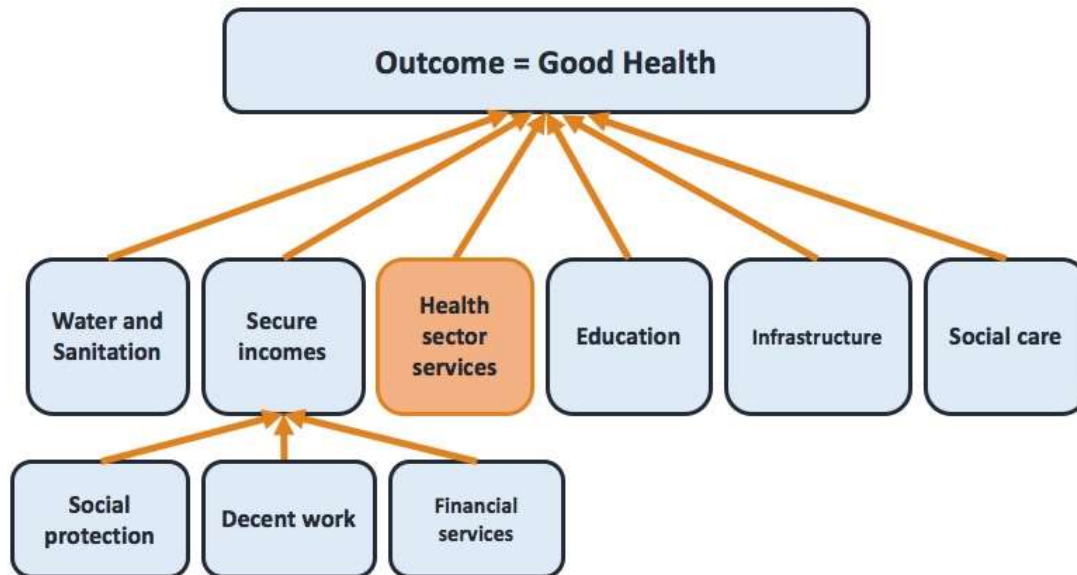 Outcome = Good Health
Water and
Sanitation
Secure
incomes
Health
sector
services
Education
Infrastructure
Social care
Social
protection
Decent work
Financial
services